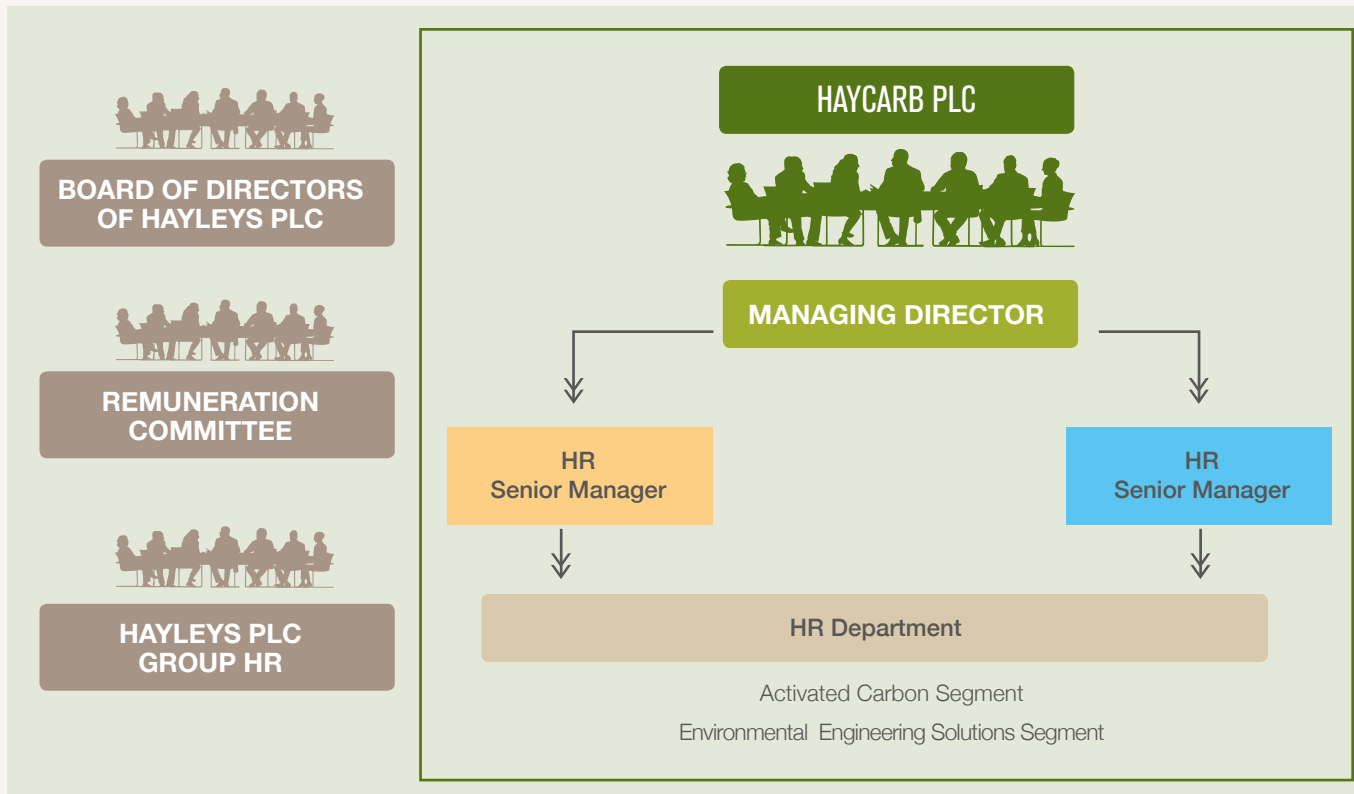 BOARD OF DIRECTORS
OF HAYLEYS PLC
REMUNERATION
COMMITTEE
HAYLEYS PLC
GROUP HR
HAYCARB PLC
MANAGING DIRECTOR
HR
Senior Manager
HR
Senior Manager
HR Department
Activated Carbon Segment
Environmental Engineering Solutions Segment